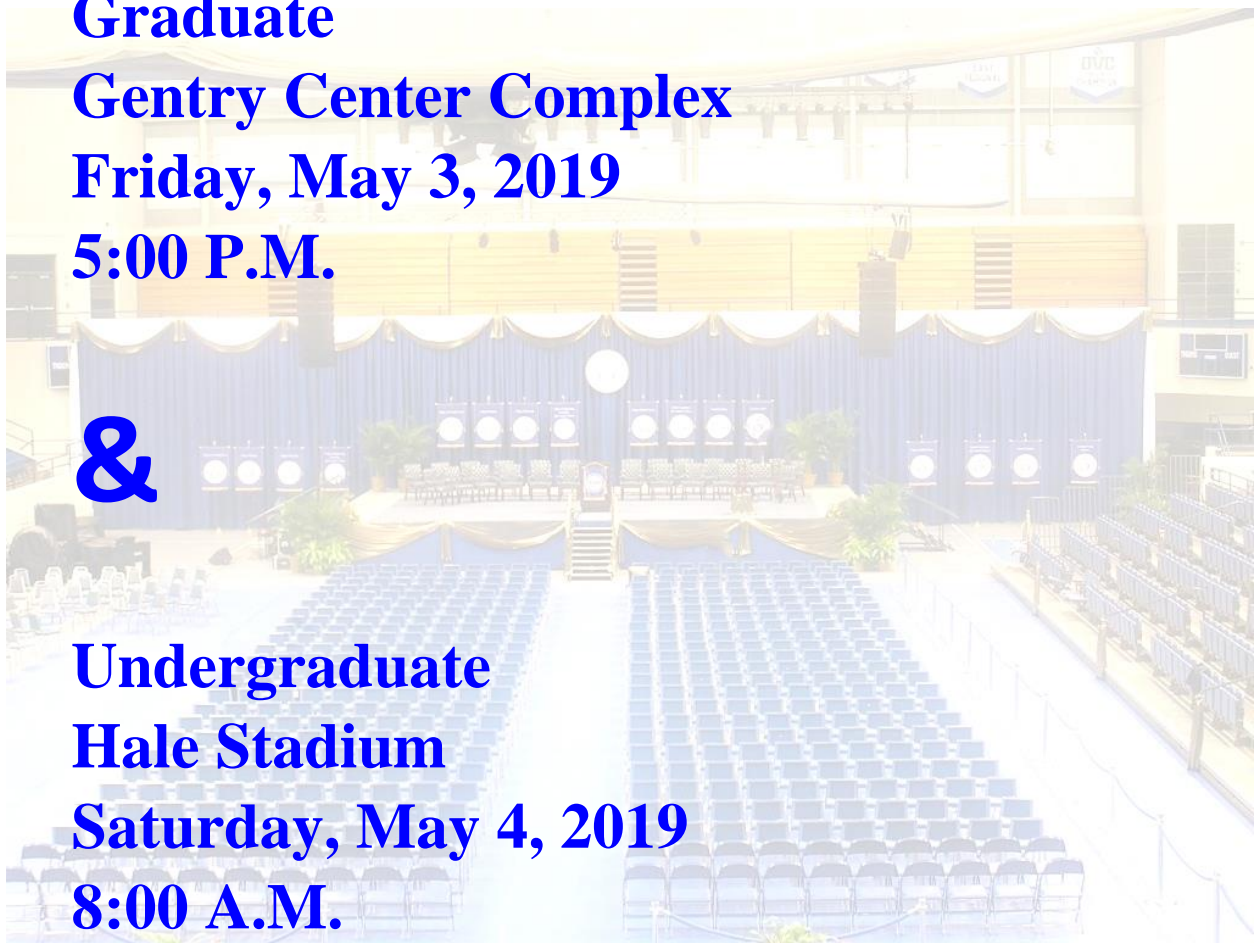 Graduate
Gentry Center Complex
Friday, May 3, 2019
5:00 P.M.
&
Undergraduate
Hale Stadium
Saturday, May 4, 2019
8:00 A.M.